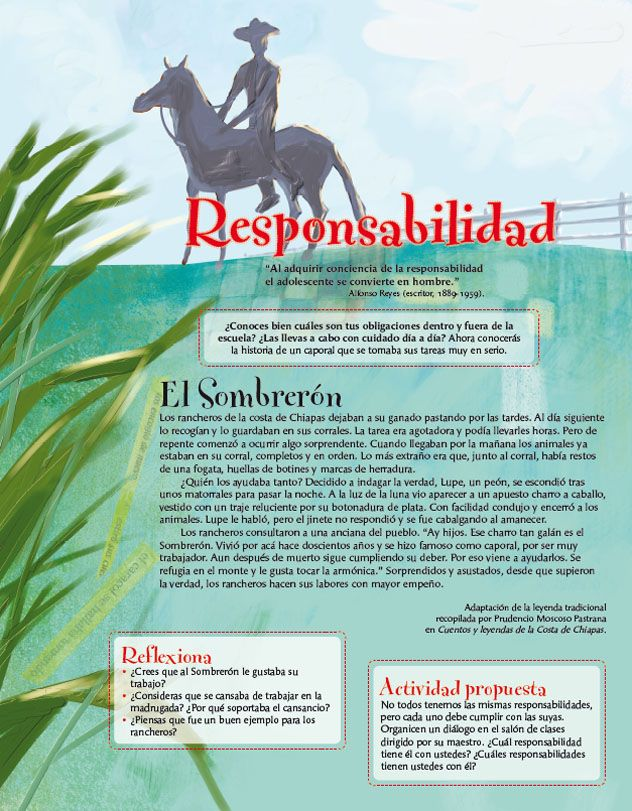 Responsabilidad
“Al adquirir conciencia de la responsabilidad
el adolescente se convierte en hombre.”
Alfonso Reyes (escritor, 1889-1959).
¿Conoces bien cuáles son tus obligaciones dentro y fuera de la
escuela? ¿Las llevas a cabo con cuidado día a día? Ahora conocerás
la historia de un caporal que se tomaba sus tareas muy en serio.
El Sombrerón
Los rancheros de la costa de Chiapas dejaban a su ganado pastando por las tardes. Al día siguiente
lo recogían y lo guardaban en sus corrales. La tarea era agotadora y podía llevarles horas. Pero de
repente comenzó a ocurrir algo sorprendente. Cuando llegaban por la mañana los animales ya
estaban en su corral, completos y en orden. Lo más extraño era que, junto al corral, había restos
de una fogata, huellas de botines y marcas de herradura.
¿Quién los ayudaba tanto? Decidido a indagar la verdad, Lupe, un peón, se escondió tras
unos matorrales para pasar la noche. A la luz de la luna vio aparecer a un apuesto charro a caballo,
vestido con un traje reluciente por su botonadura de plata. Con facilidad condujo y encerró a los
animales. Lupe le habló, pero el jinete no respondió y se fue cabalgando al amanecer.
Los rancheros consultaron a una anciana del pueblo. “Ay hijos. Ese charro tan galán es el
Sombrerón. Vivió por acá hace doscientos años y se hizo famoso como caporal, por ser muy
trabajador. Aun después de muerto sigue cumpliendo su deber. Por eso viene a ayudarlos. Se
refugia en el monte y le gusta tocar la armónica.” Sorprendidos y asustados, desde que supieron
la verdad, los rancheros hacen sus labores con mayor empeño.
Adaptación de la leyenda tradicional
recopilada por Prudencio Moscoso Pastrana
en Cuentos y leyendas de la Costa de Chiapas.
Reflexiona
• ¿Crees que al Sombrerón le gustaba su
trabajo?
• ¿Consideras que se cansaba de trabajar en la
madrugada? ¿Por qué soportaba el cansancio?
• ¿Piensas que fue un buen ejemplo para los
rancheros?
Actividad propuesta
No todos tenemos las mismas responsabilidades,
pero cada uno debe cumplir con las suyas.
Organicen un diálogo en el salón de clases
dirigido por su maestro. ¿Cuál responsabilidad
tiene él con ustedes? ¿Cuáles responsabilidades
tienen ustedes con él?